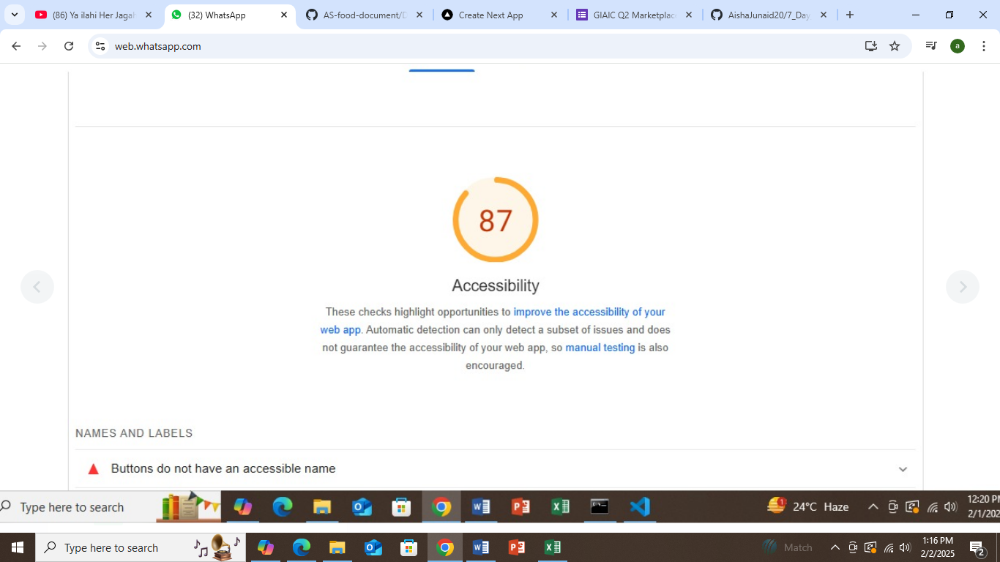 (86) Ya ilahi Her Jagah
(32) WhatsApp
AS-food-document/D
Create Next App
GIAIC Q2 Marketplace
AishaJunaid20/7_Day
web.whatsapp.com
a
87
Accessibility
These checks highlight opportunities to improve the accessibility of your
web app. Automatic detection can only detect a subset of issues and does
not guarantee the accessibility of your web app, so manual testing is also
encouraged.
NAMES AND LABELS
Buttons do not have an accessible name
Type here to search
1
24°C Haze
12:20 PM
2/1/202
Type here to search
Match
1:16 PM
2/2/2025
2